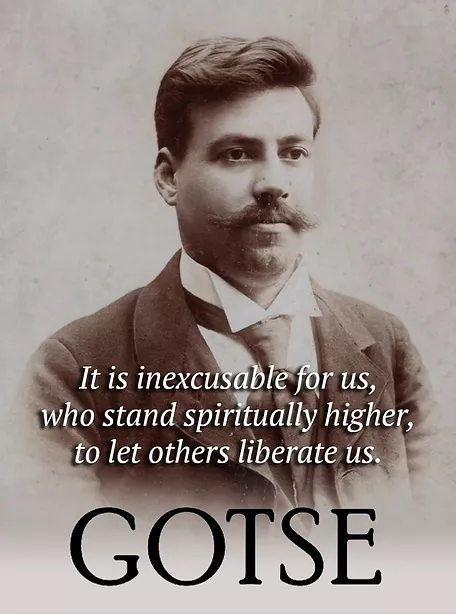 It is inexcusable for us,
who stand spiritually higher,
to let others liberate us.
GOTSE